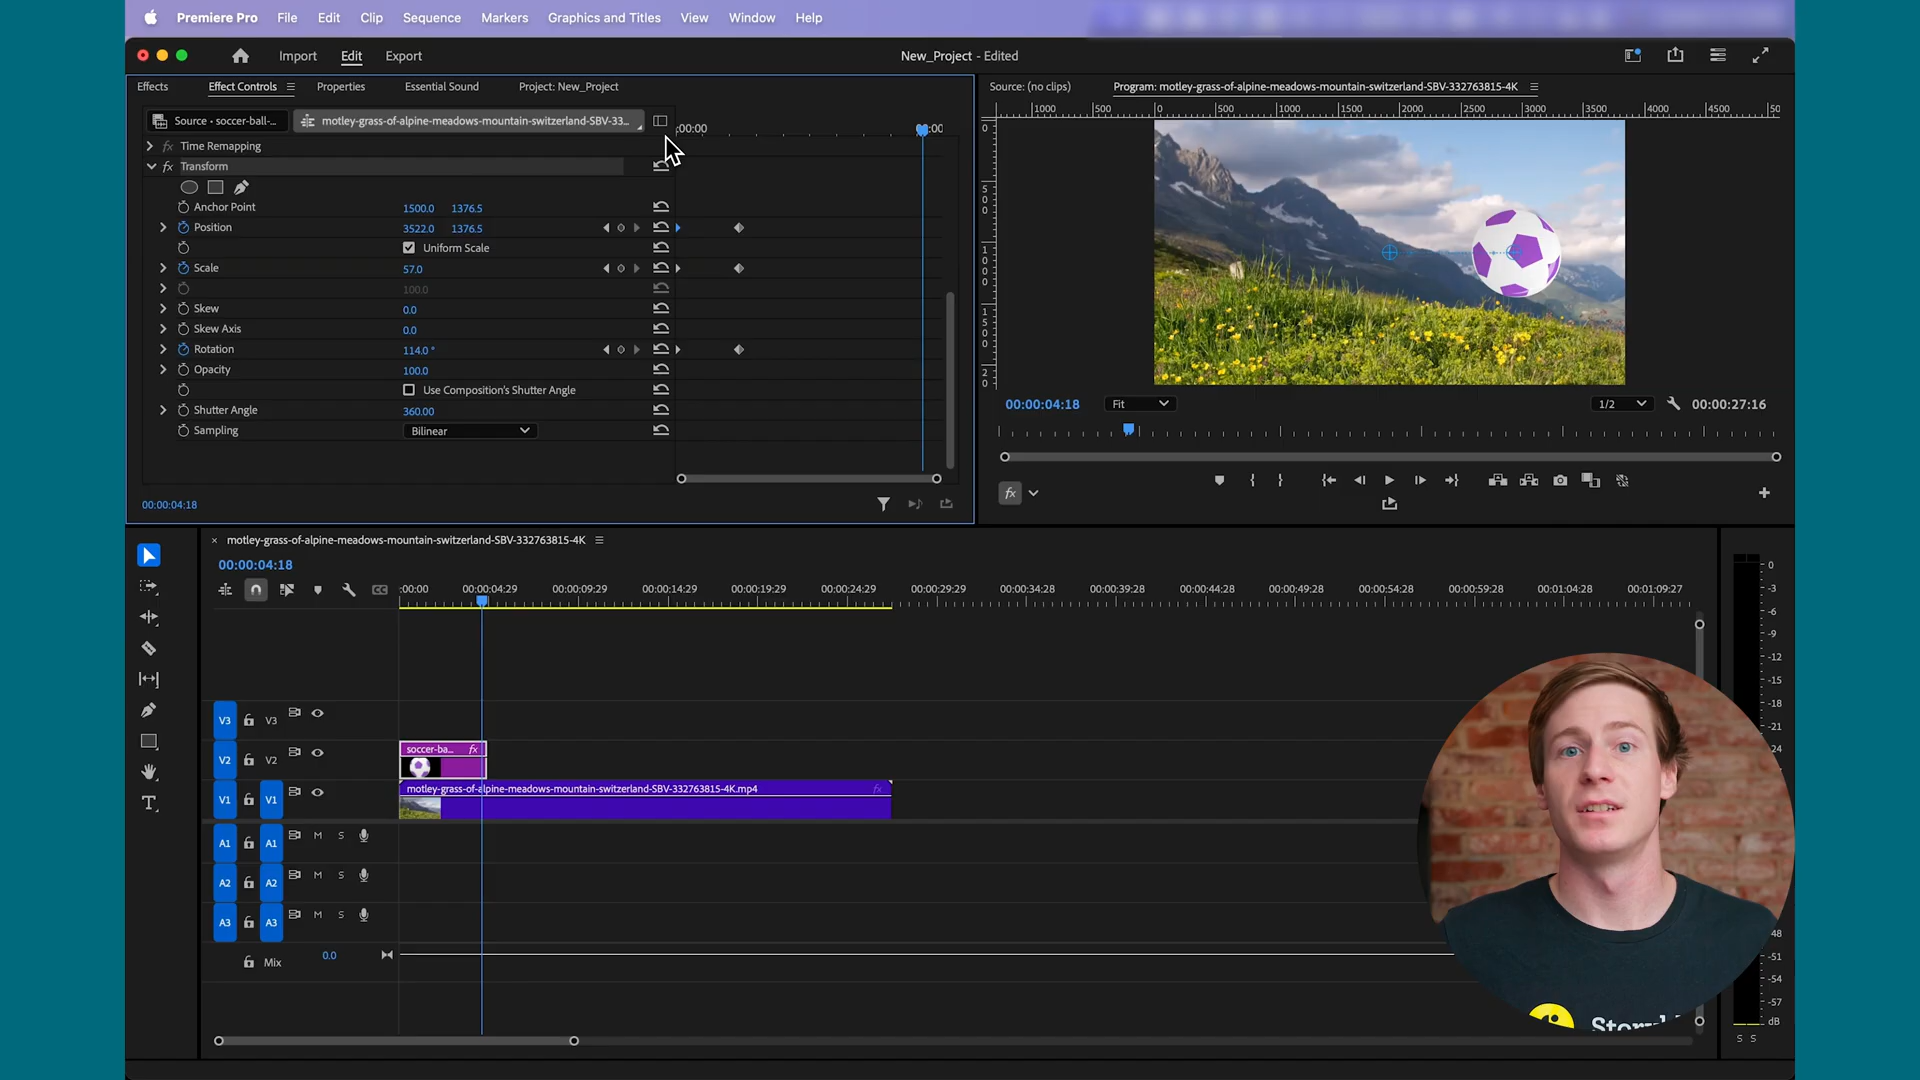 Premiere Pro File Edit Clip Sequence Markers Graphics and Titles View Window Help
Import Edit Export New_Project - Edited
Effects Effect Controls Properties Essential Sound Project: New_Project
Source: (no clips) Program: motley-grass-of-alpine-meadows-mountain-switzerland-SBV-332763815-4K
Source • soccer-ball-... motley-grass-of-alpine-meadows-mountain-switzerland-SBV-33... :00:00 00:00
1000 500 0 500 1000 1500 2000 2500 3000 3500 4000 4500
fx Time Remapping
fx Transform
Anchor Point 1500.0 1376.5
Position 3522.0 1376.5
Uniform Scale
Scale 57.0
100.0
Skew 0.0
Skew Axis 0.0
Rotation 114.0 °
Opacity 100.0
Use Composition's Shutter Angle
Shutter Angle 360.00
Sampling Bilinear
00:00:04:18
0
500
1000
1500
20
00:00:04:18 Fit 1/2 00:00:27:16
fx
motley-grass-of-alpine-meadows-mountain-switzerland-SBV-332763815-4K
00:00:04:18
CC :00:00 00:00:04:29 00:00:09:29 00:00:14:29 00:00:19:29 00:00:24:29 00:00:29:29 00:00:34:28 00:00:39:28 00:00:44:28 00:00:49:28 00:00:54:28 00:00:59:28 00:01:04:28 00:01:09:27
V3 V3
V2 V2 soccer-ba... fx
V1 V1 motley-grass-of-alpine-meadows-mountain-switzerland-SBV-332763815-4K.mp4 fx
A1 A1 M S
A2 A2 M S
A3 A3 M S
Mix 0.0
T
0
-3
-6
-9
-12
-15
-18
-21
24
48
-51
-54
-57
dB
S S